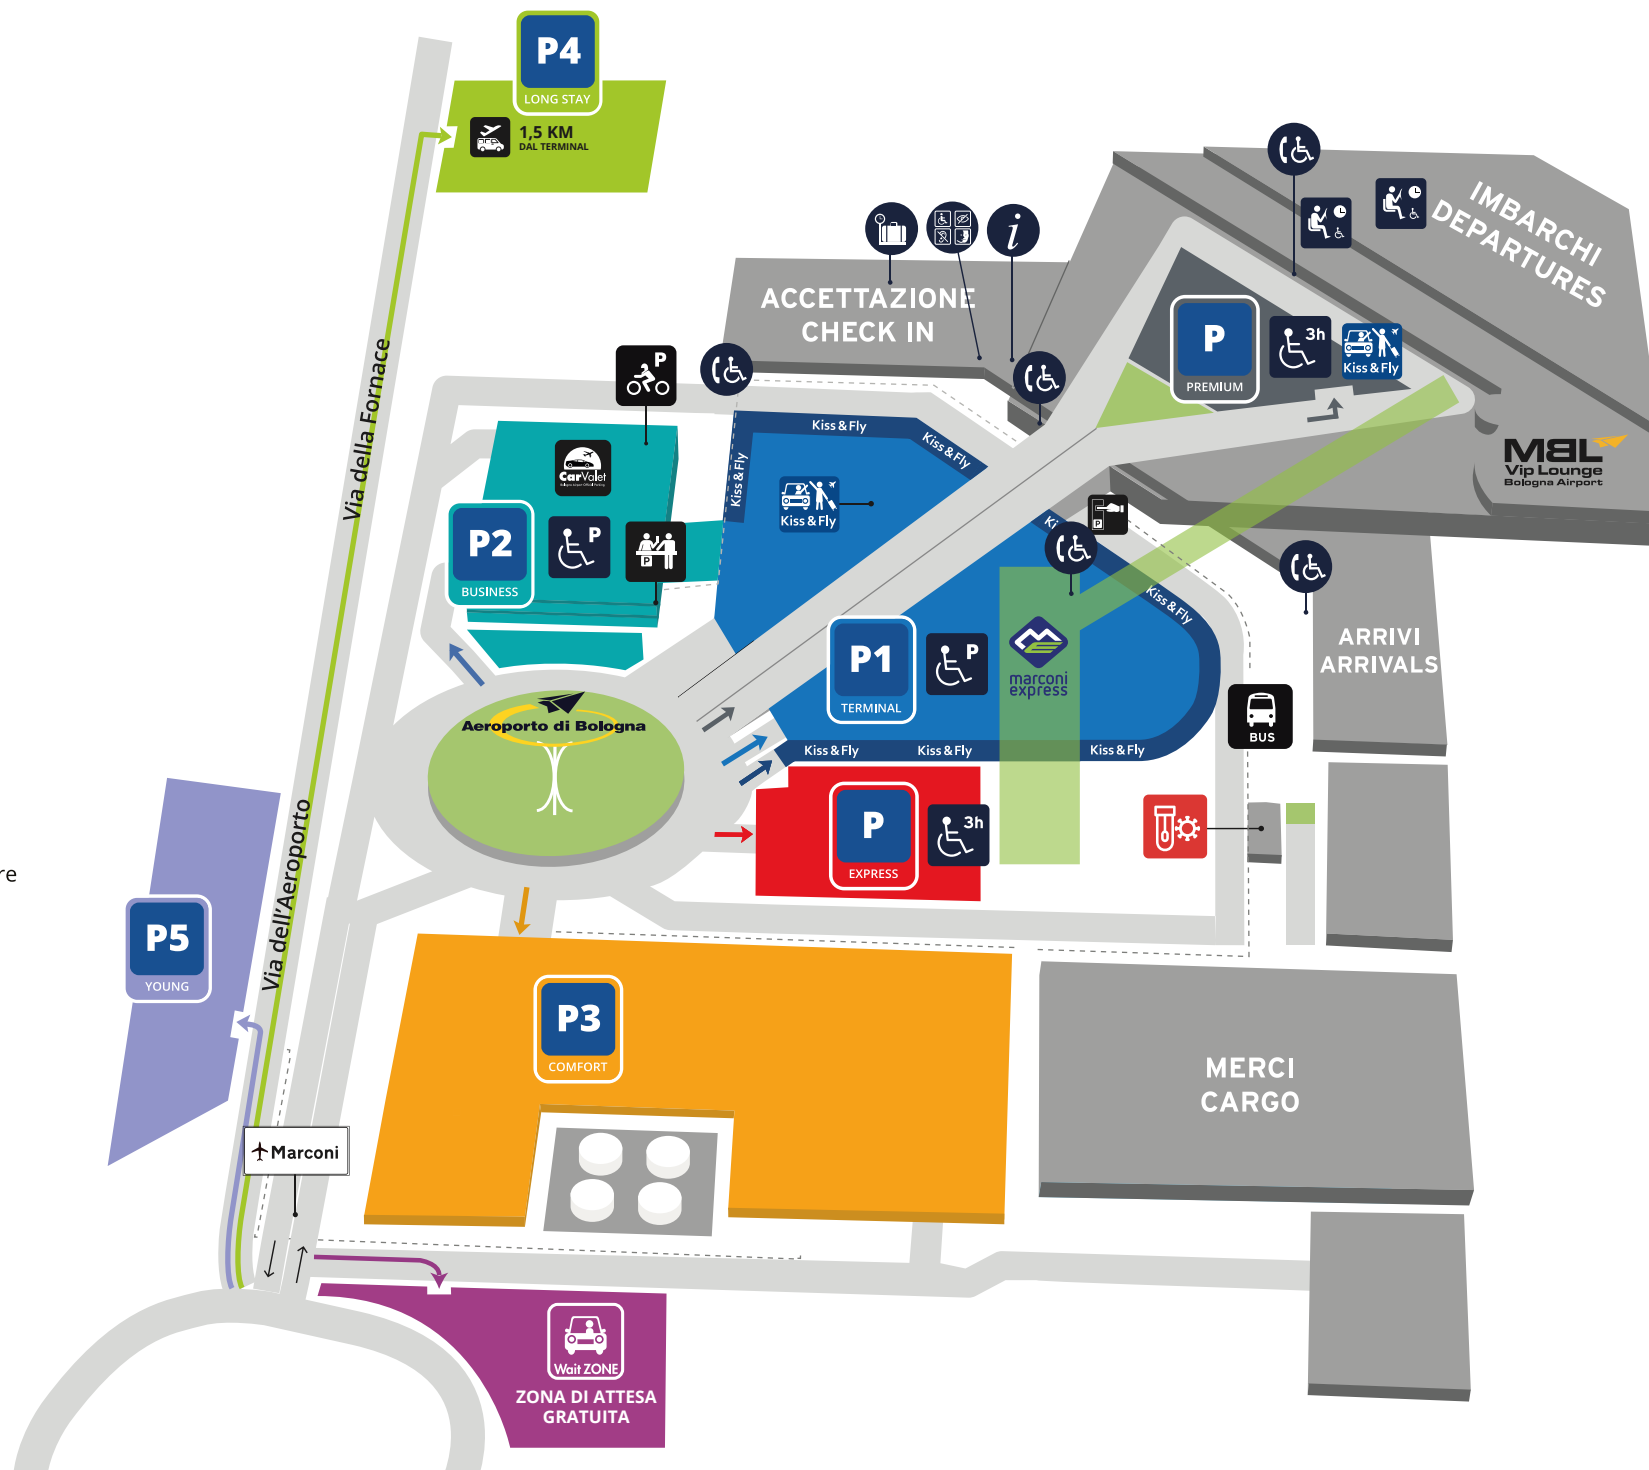 P4
LONG STAY
1,5 KM
DAL TERMINAL
Via della Fornace
ACCETTAZIONE
CHECK IN
i
IMBARCHI
DEPARTURES
P
PREMIUM
3h
Kiss & Fly
MBL
Vip Lounge
Bologna Airport
P
CarValet
P2
BUSINESS
P
P
Kiss & Fly
Kiss & Fly
Kiss & Fly
Kiss & Fly
P
Kiss & Fly
P1
TERMINAL
P
marconi
express
Kiss & Fly
Kiss & Fly
Kiss & Fly
ARRIVI
ARRIVALS
BUS
Aeroporto di Bologna
P
EXPRESS
3h
re
Via dell'Aeroporto
P5
YOUNG
P3
COMFORT
MERCI
CARGO
Marconi
Wait ZONE
ZONA DI ATTESA
GRATUITA